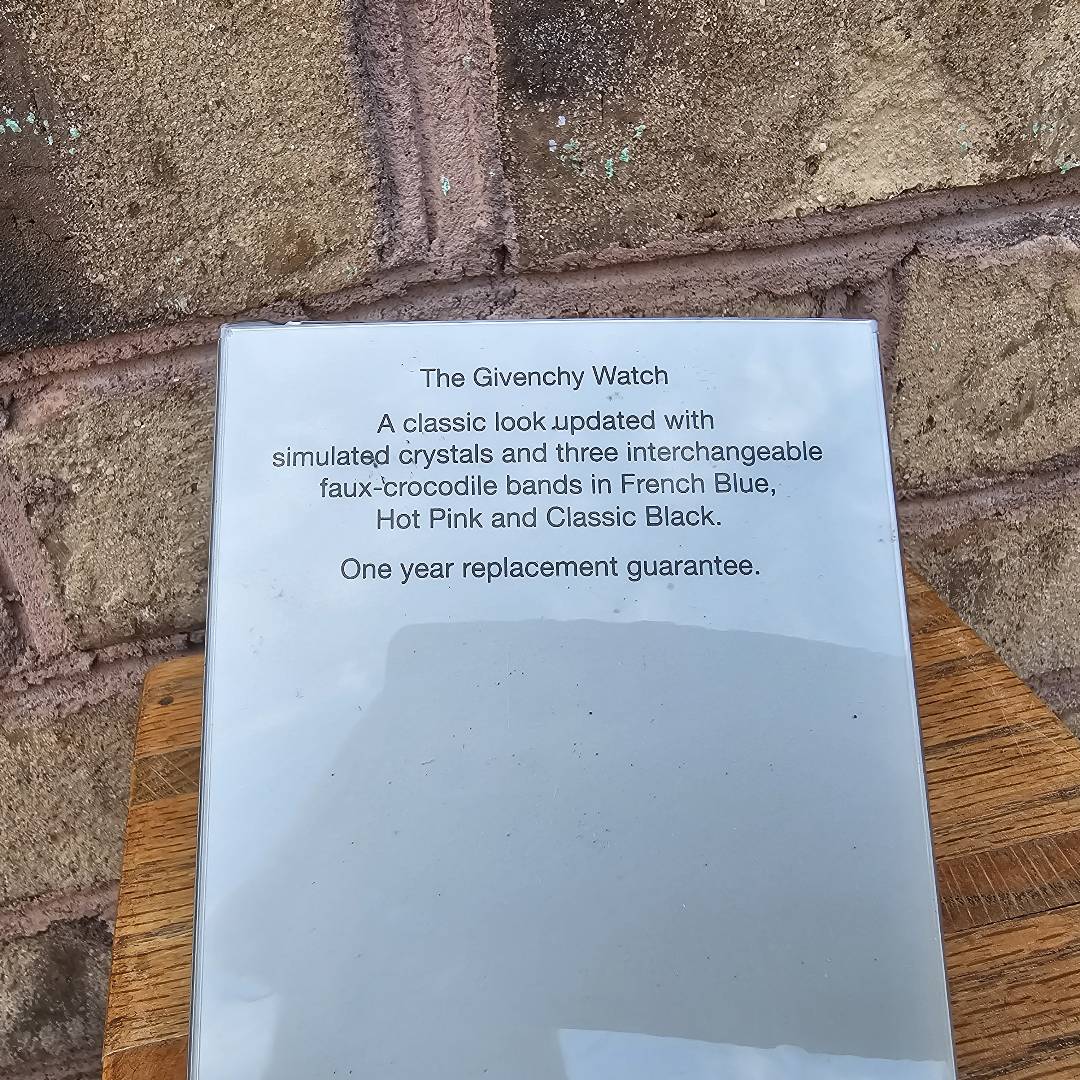 The Givenchy Watch
A classic look updated with
simulated crystals and three interchangeable
faux-crocodile bands in French Blue,
Hot Pink and Classic Black.
One year replacement guarantee.